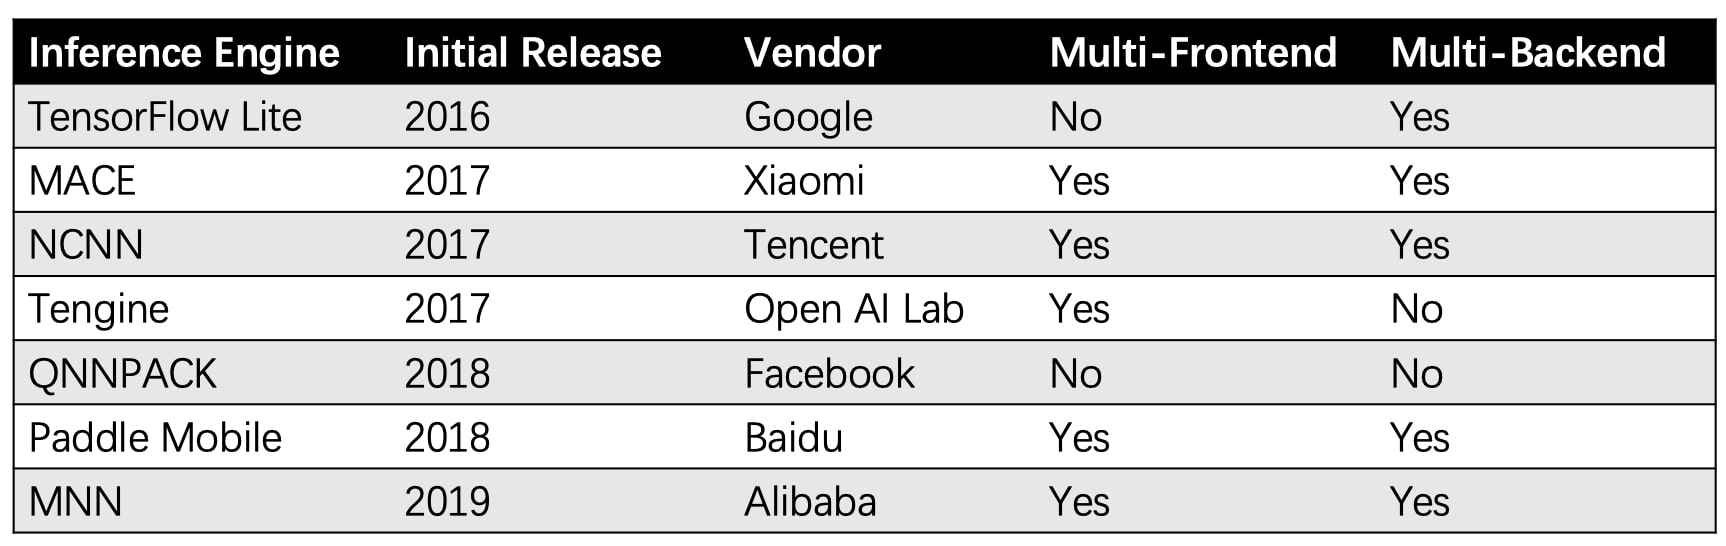 Inference Engine Initial Release Vendor Multi-Frontend Multi-Backend
TensorFlow Lite 2016 Google No Yes
MACE 2017 Xiaomi Yes Yes
NCNN 2017 Tencent Yes Yes
Tengine 2017 Open AI Lab Yes No
QNNPACK 2018 Facebook No No
Paddle Mobile 2018 Baidu Yes Yes
MNN 2019 Alibaba Yes Yes